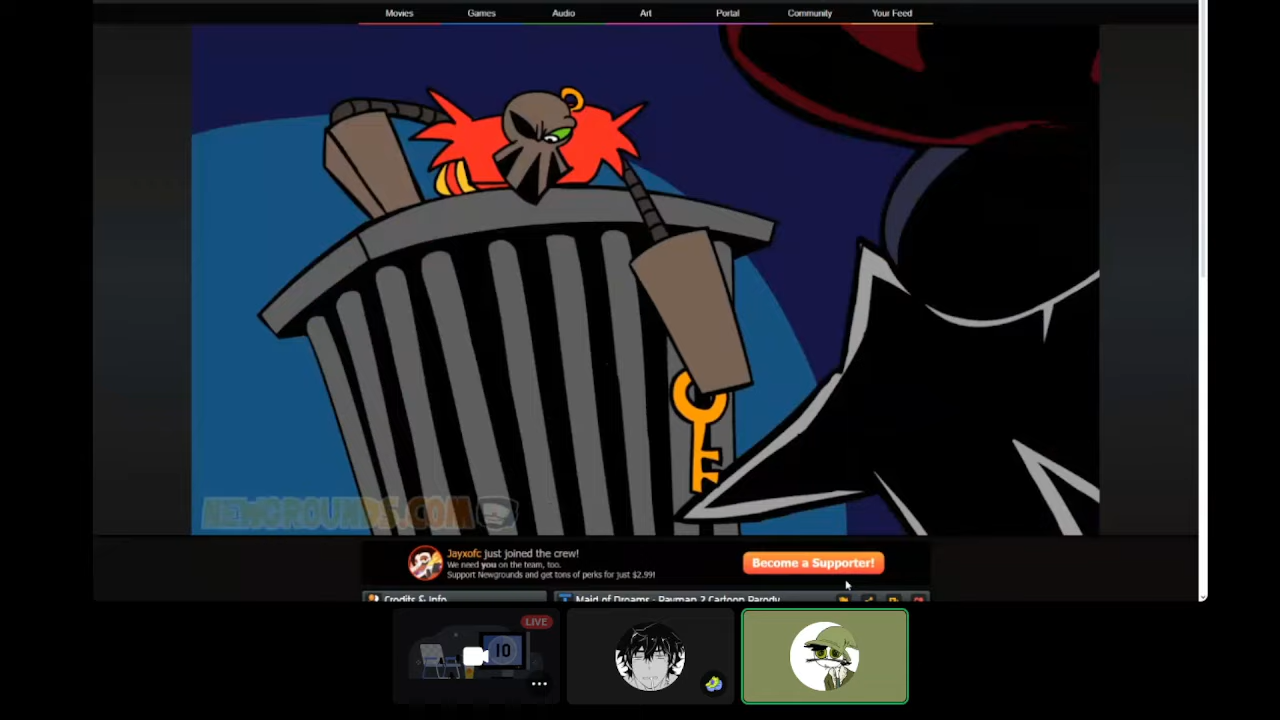 Movies Games Audio Art Portal Community Your Feed
NEWGROUNDS.COM
Jayxofc just joined the crew!
We need you on the team, too.
Support Newgrounds and get tons of perks for just $2.99!
Become a Supporter!
Credits & Info
Maid of Dreams - Rayman 2 Cartoon Parody
LIVE
10